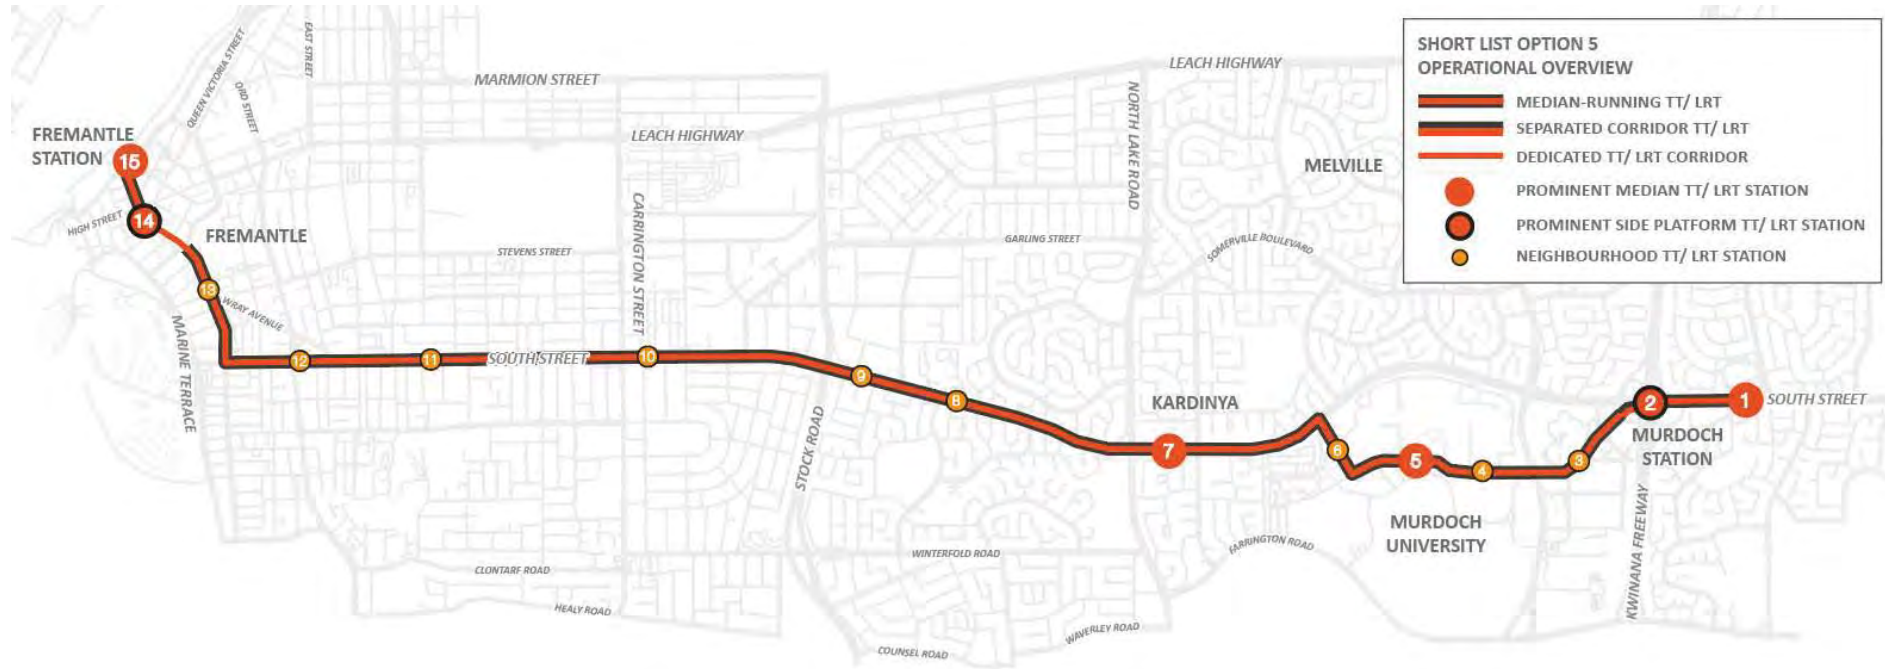 SHORT LIST OPTION 5
OPERATIONAL OVERVIEW
MEDIAN-RUNNING TT/ LRT
SEPARATED CORRIDOR TT/ LRT
DEDICATED TT/ LRT CORRIDOR
PROMINENT MEDIAN TT/ LRT STATION
PROMINENT SIDE PLATFORM TT/ LRT STATION
NEIGHBOURHOOD TT/ LRT STATION
QUEEN VICTORIA STREET
EAST STREET
ORD STREET
MARMION STREET
LEACH HIGHWAY
LEACH HIGHWAY
NORTH LAKE ROAD
MELVILLE
FREMANTLE
STATION
15
14
HIGH STREET
FREMANTLE
CARRINGTON STREET
STEVENS STREET
GARLING STREET
SOMERVILLE BOULEVARD
13
WRAY AVENUE
MARINE TERRACE
12
11
SOUTH STREET
10
9
8
STOCK ROAD
KARDINYA
7
6
5
4
3
2
1
SOUTH STREET
MURDOCH
STATION
MURDOCH
UNIVERSITY
KWINANA FREEWAY
FARRINGTON ROAD
WINTERFOLD ROAD
CLONTARF ROAD
HEALY ROAD
WAVERLEY ROAD
COUNSEL ROAD